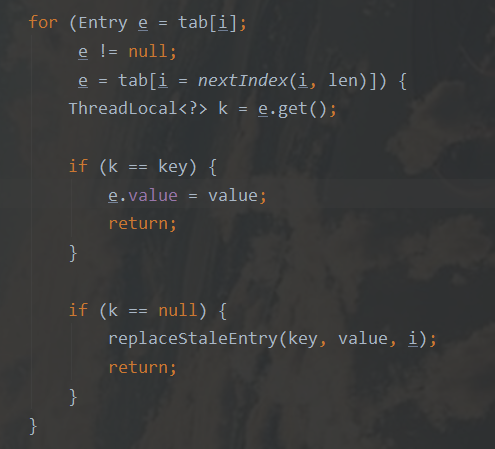 for (Entry e = tab[i];
     e != null;
     e = tab[i = nextIndex(i, len)]) {
    ThreadLocal<?> k = e.get();

    if (k == key) {
        e.value = value;
        return;
    }

    if (k == null) {
        replaceStaleEntry(key, value, i);
        return;
    }
}